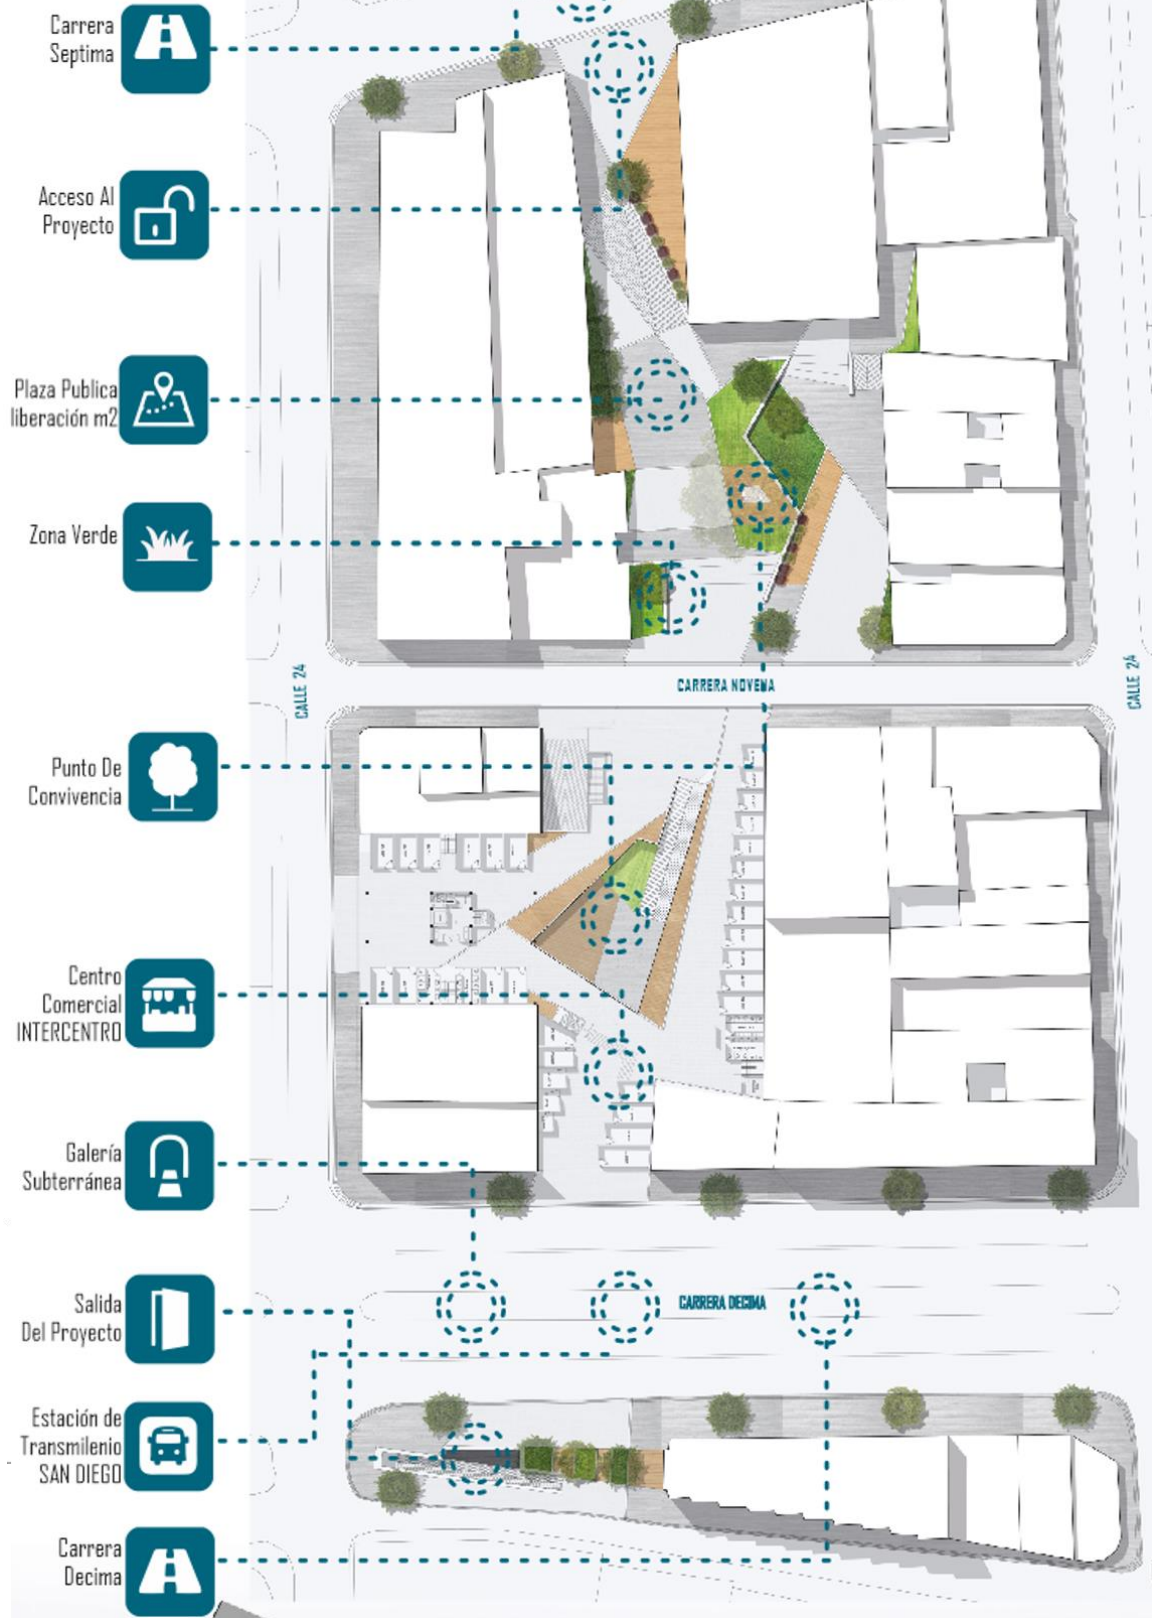 Carrera
Septima
Acceso Al
Proyecto
Plaza Publica
liberación m2
Zona Verde
CALLE 24
CARRERA NOVENA
CALLE 24
Punto De
Convivencia
Centro
Comercial
INTERCENTRO
Galería
Subterránea
Salida
Del Proyecto
CARRERA DECIMA
Estación de
Transmilenio
SAN DIEGO
Carrera
Decima